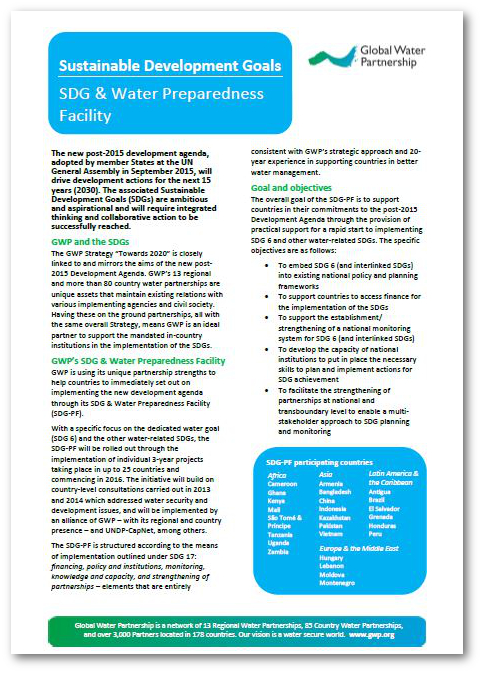 Sustainable Development Goals
SDG & Water Preparedness
Facility
Global Water
Partnership
The new post-2015 development agenda,
adopted by member States at the UN
General Assembly in September 2015, will
drive development actions for the next 15
years (2030). The associated Sustainable
Development Goals (SDGs) are ambitious
and aspirational and will require integrated
thinking and collaborative action to be
successfully reached.
GWP and the SDGs
The GWP Strategy “Towards 2020” is closely
linked to and mirrors the aims of the new post-
2015 Development Agenda. GWP’s 13 regional
and more than 80 country water partnerships are
unique assets that maintain existing relations with
various implementing agencies and civil society.
Having these on the ground partnerships, all with
the same overall Strategy, means GWP is an ideal
partner to support the mandated in-country
institutions in the implementation of the SDGs.
GWP’s SDG & Water Preparedness Facility
GWP is using its unique partnership strengths to
help countries to immediately set out on
implementing the new development agenda
through its SDG & Water Preparedness Facility
(SDG-PF).
With a specific focus on the dedicated water goal
(SDG 6) and the other water-related SDGs, the
SDG-PF will be rolled out through the
implementation of individual 3-year projects
taking place in up to 25 countries and
commencing in 2016. The initiative will build on
country-level consultations carried out in 2013
and 2014 which addressed water security and
development issues, and will be implemented by
an alliance of GWP – with its regional and country
presence – and UNDP-CapNet, among others.
The SDG-PF is structured according to the means
of implementation outlined under SDG 17:
financing, policy and institutions, monitoring,
knowledge and capacity, and strengthening of
partnerships – elements that are entirely
consistent with GWP’s strategic approach and 20-
year experience in supporting countries in better
water management.
Goal and objectives
The overall goal of the SDG-PF is to support
countries in their commitments to the post-2015
Development Agenda through the provision of
practical support for a rapid start to implementing
SDG 6 and other water-related SDGs. The specific
objectives are as follows:
• To embed SDG 6 (and interlinked SDGs)
into existing national policy and planning
frameworks
• To support countries to access finance for
the implementation of the SDGs
• To support the establishment/
strengthening of a national monitoring
system for SDG 6 (and interlinked SDGs)
• To develop the capacity of national
institutions to put in place the necessary
skills to plan and implement actions for
SDG achievement
• To facilitate the strengthening of
partnerships at national and
transboundary level to enable a multi-
stakeholder approach to SDG planning
and monitoring
SDG-PF participating countries
Africa
Cameroon
Ghana
Kenya
Mali
São Tomé &
Principe
Tanzania
Uganda
Zambia
Asia
Armenia
Bangladesh
China
Indonesia
Kazakhstan
Pakistan
Vietnam
Latin America &
the Caribbean
Antigua
Brazil
El Salvador
Grenada
Honduras
Peru
Europe & the Middle East
Hungary
Lebanon
Moldova
Montenegro
Global Water Partnership is a network of 13 Regional Water Partnerships, 85 Country Water Partnerships,
and over 3,000 Partners located in 178 countries. Our vision is a water secure world. www.gwp.org